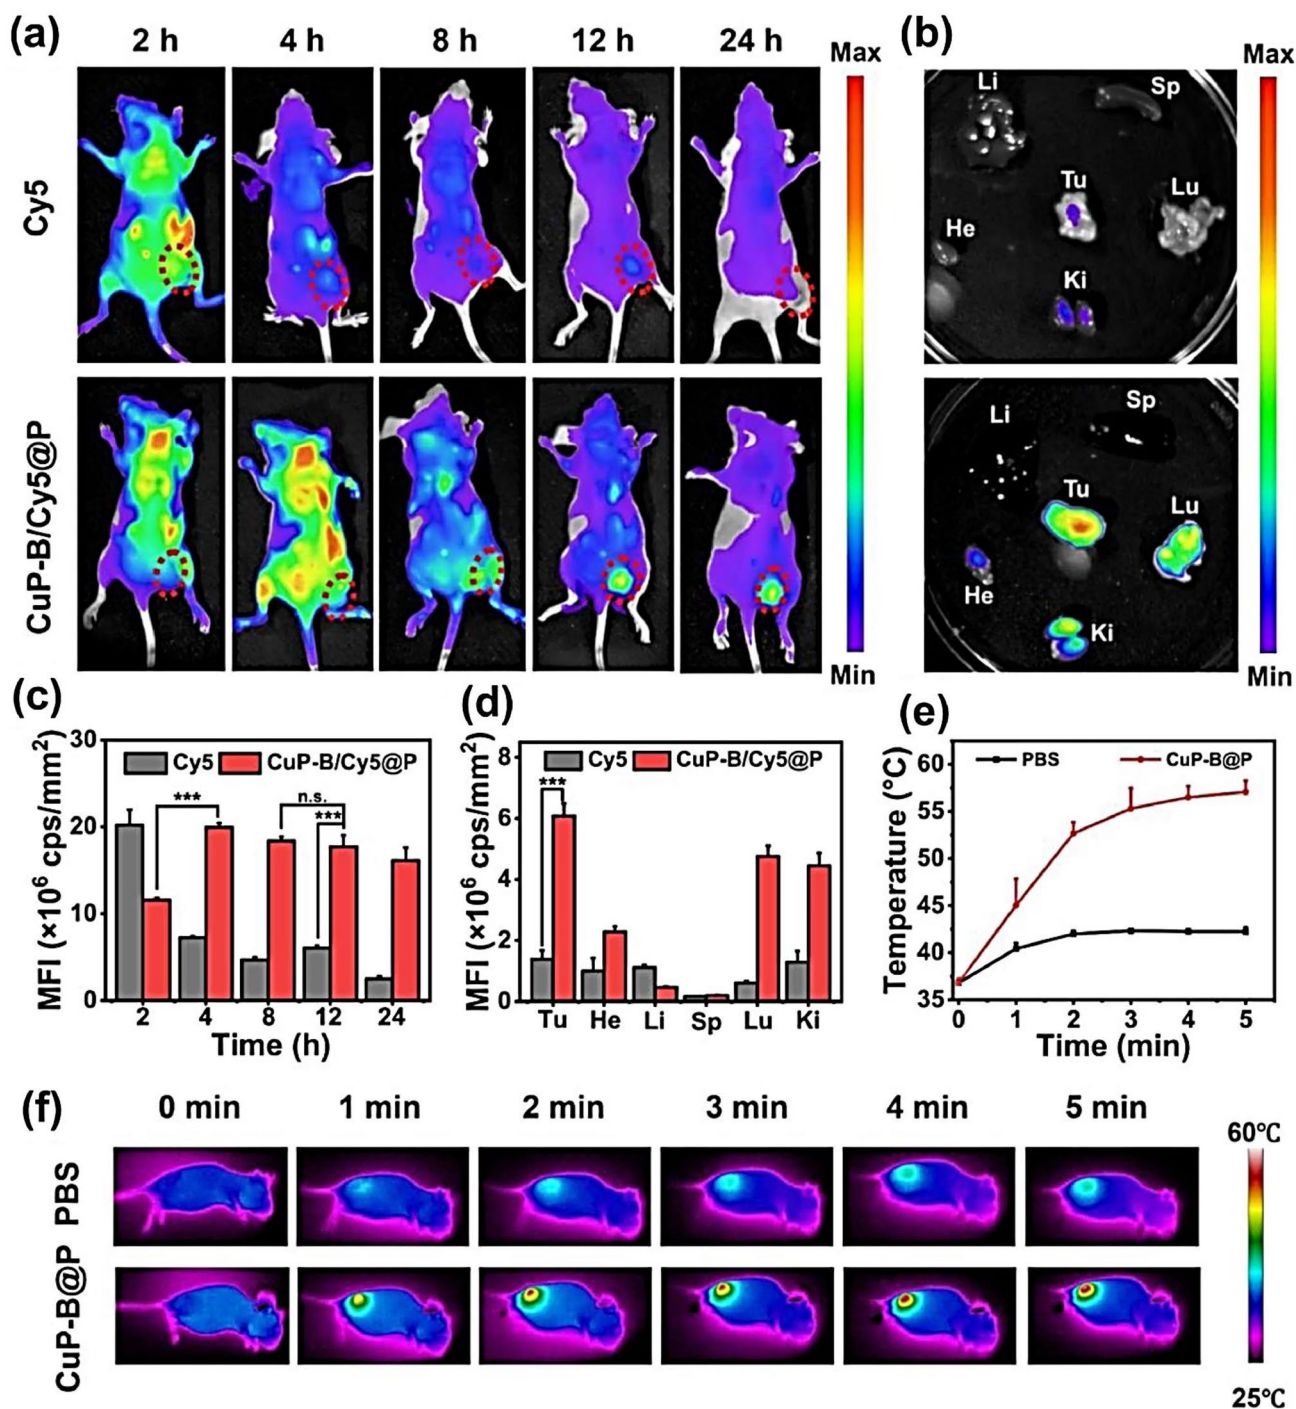 (a) 2 h 4 h 8 h 12 h 24 h
Max
Cy5
CuP-B/Cy5@P
Min
(b)
Max
Li
Sp
Tu
Lu
He
Ki
Li
Sp
Tu
Lu
He
Ki
Min
(c)
MFI (×10⁶ cps/mm²)
30
20
10
0
Cy5 CuP-B/Cy5@P
***
n.s.
***
2 4 8 12 24
Time (h)
(d)
MFI (×10⁶ cps/mm²)
8
6
4
2
0
Cy5 CuP-B/Cy5@P
***
Tu He Li Sp Lu Ki
(e)
Temperature (°C)
60
55
50
45
40
35
PBS CuP-B@P
0 1 2 3 4 5
Time (min)
(f) 0 min 1 min 2 min 3 min 4 min 5 min
60℃
PBS
CuP-B@P
25℃